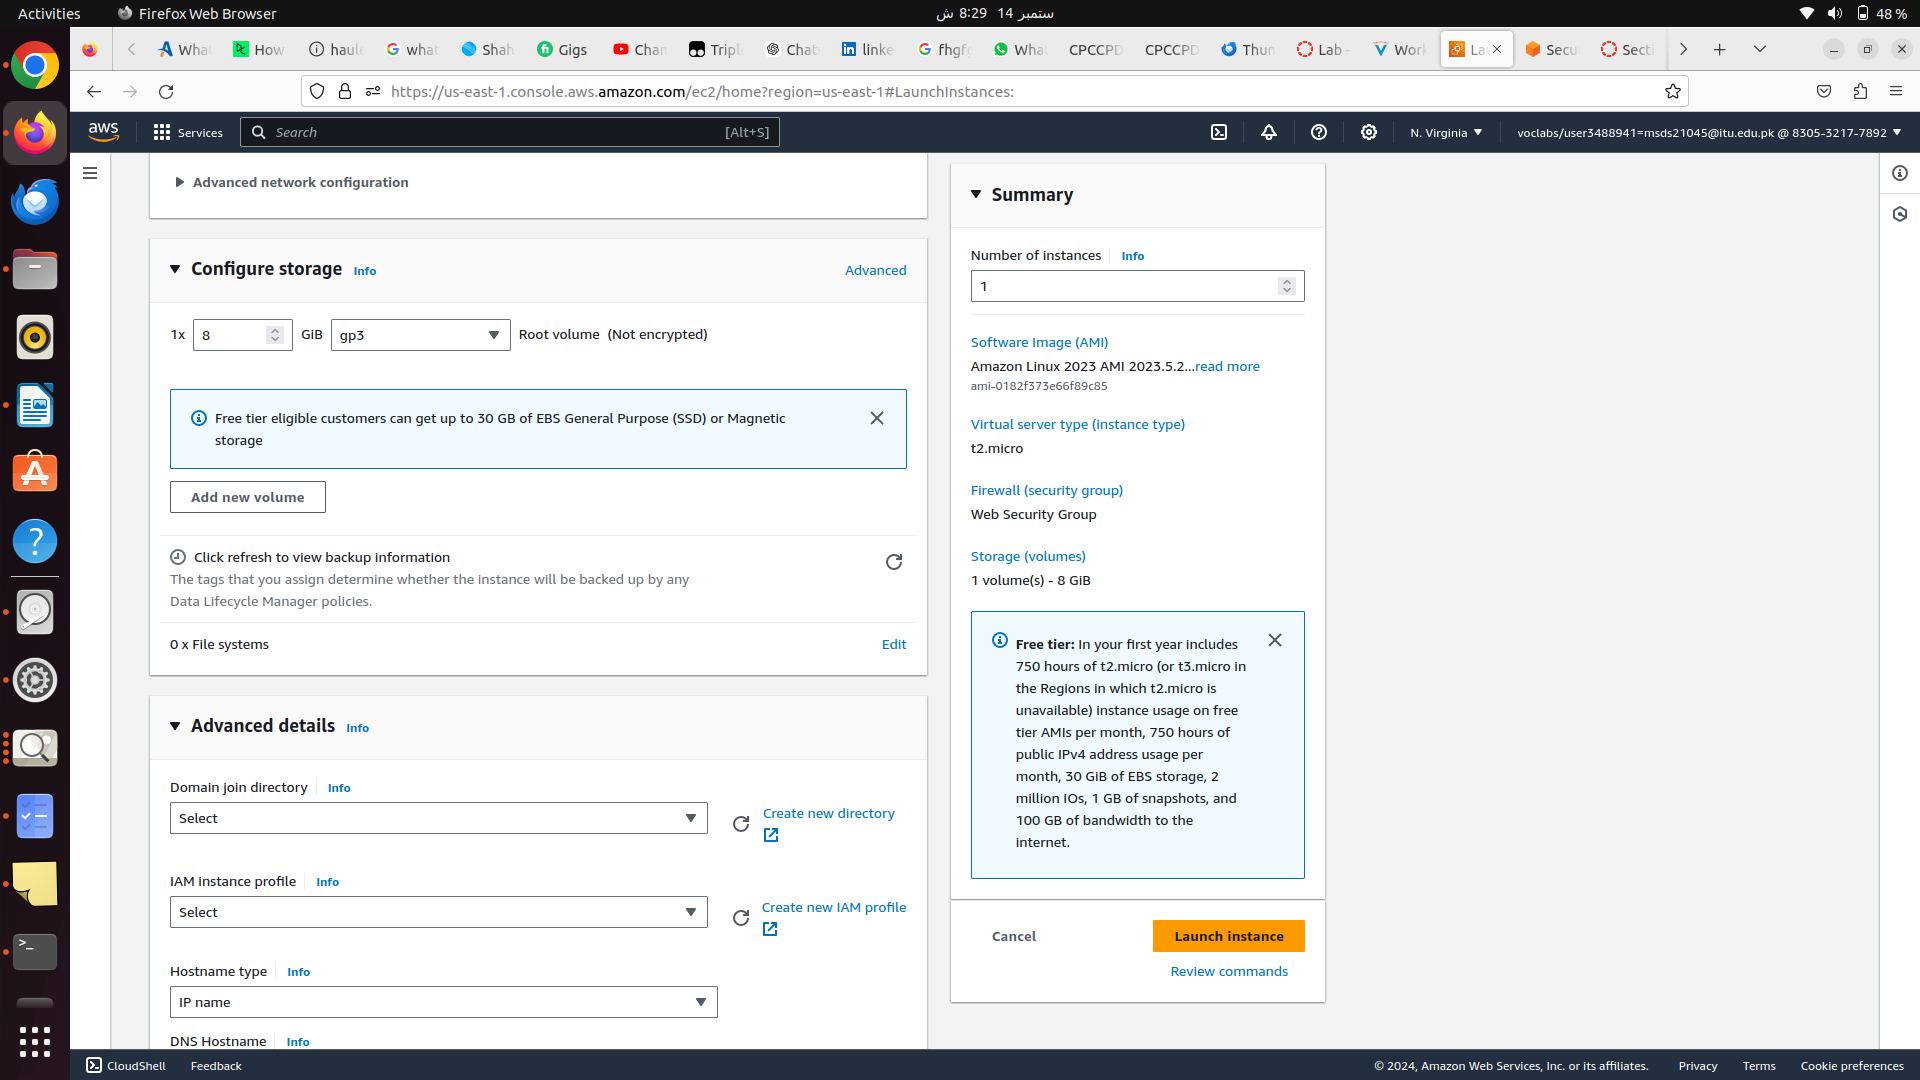 Activities
Firefox Web Browser
ستمبر 14  8:29 ش
48 %
What
How
haule
what
Shah
Gigs
Chan
Triple
Chat
linke
fhgfg
What
CPCCPD
CPCCPD
Thun
Lab -
Work
La
Secu
Secti
https://us-east-1.console.aws.amazon.com/ec2/home?region=us-east-1#LaunchInstances:
aws
Services
Search
[Alt+S]
N. Virginia
voclabs/user3488941=msds21045@itu.edu.pk @ 8305-3217-7892
Advanced network configuration
Configure storage
Info
Advanced
1x
8
GiB
gp3
Root volume (Not encrypted)
Free tier eligible customers can get up to 30 GB of EBS General Purpose (SSD) or Magnetic
storage
Add new volume
Click refresh to view backup information
The tags that you assign determine whether the instance will be backed up by any
Data Lifecycle Manager policies.
0 x File systems
Edit
Advanced details
Info
Domain join directory
Info
Select
Create new directory
IAM instance profile
Info
Select
Create new IAM profile
Hostname type
Info
IP name
DNS Hostname
Info
Summary
Number of instances
Info
1
Software Image (AMI)
Amazon Linux 2023 AMI 2023.5.2...read more
ami-0182f373e66f89c85
Virtual server type (instance type)
t2.micro
Firewall (security group)
Web Security Group
Storage (volumes)
1 volume(s) - 8 GiB
Free tier: In your first year includes
750 hours of t2.micro (or t3.micro in
the Regions in which t2.micro is
unavailable) instance usage on free
tier AMIs per month, 750 hours of
public IPv4 address usage per
month, 30 GiB of EBS storage, 2
million IOs, 1 GB of snapshots, and
100 GB of bandwidth to the
internet.
Cancel
Launch instance
Review commands
CloudShell
Feedback
© 2024, Amazon Web Services, Inc. or its affiliates.
Privacy
Terms
Cookie preferences